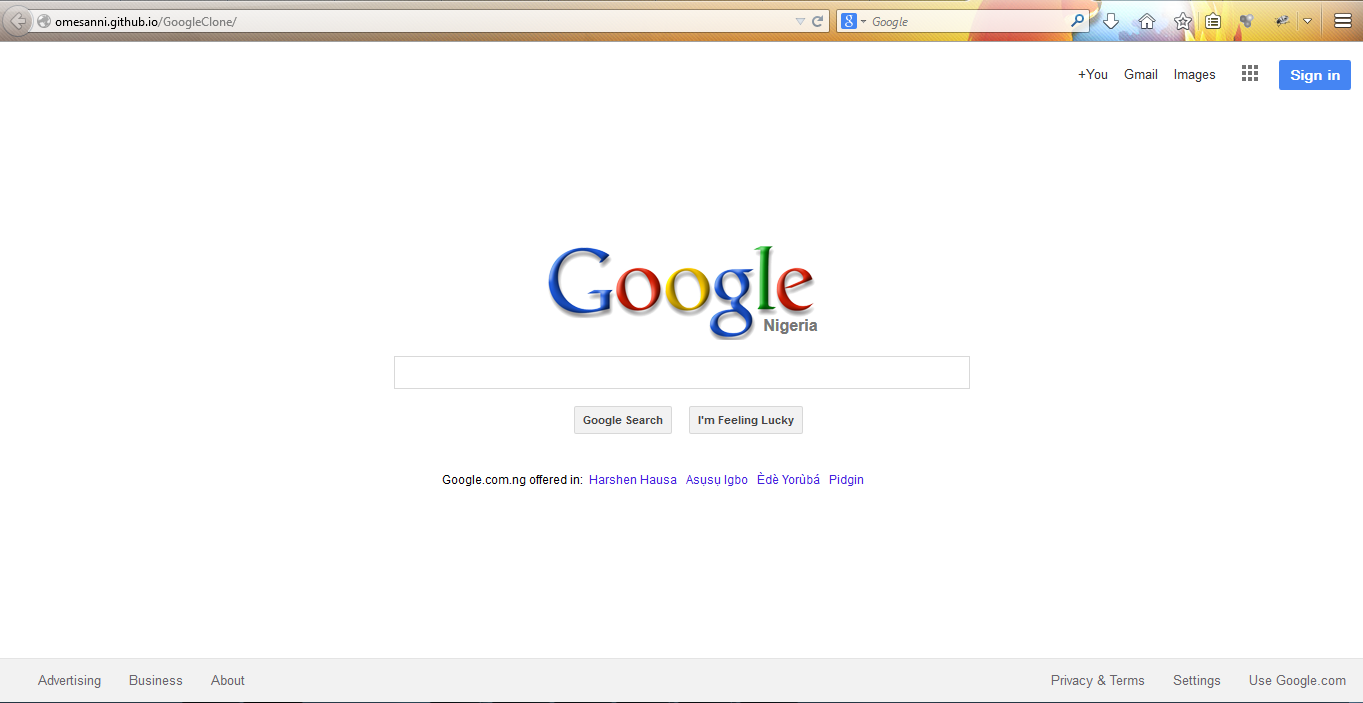 omesanni.github.io/GoogleClone/ Google
+You Gmail Images Sign in
Google
Nigeria
Google Search I'm Feeling Lucky
Google.com.ng offered in: Harshen Hausa Asụsụ Igbo Èdè Yorùbá Pidgin
Advertising Business About Privacy & Terms Settings Use Google.com